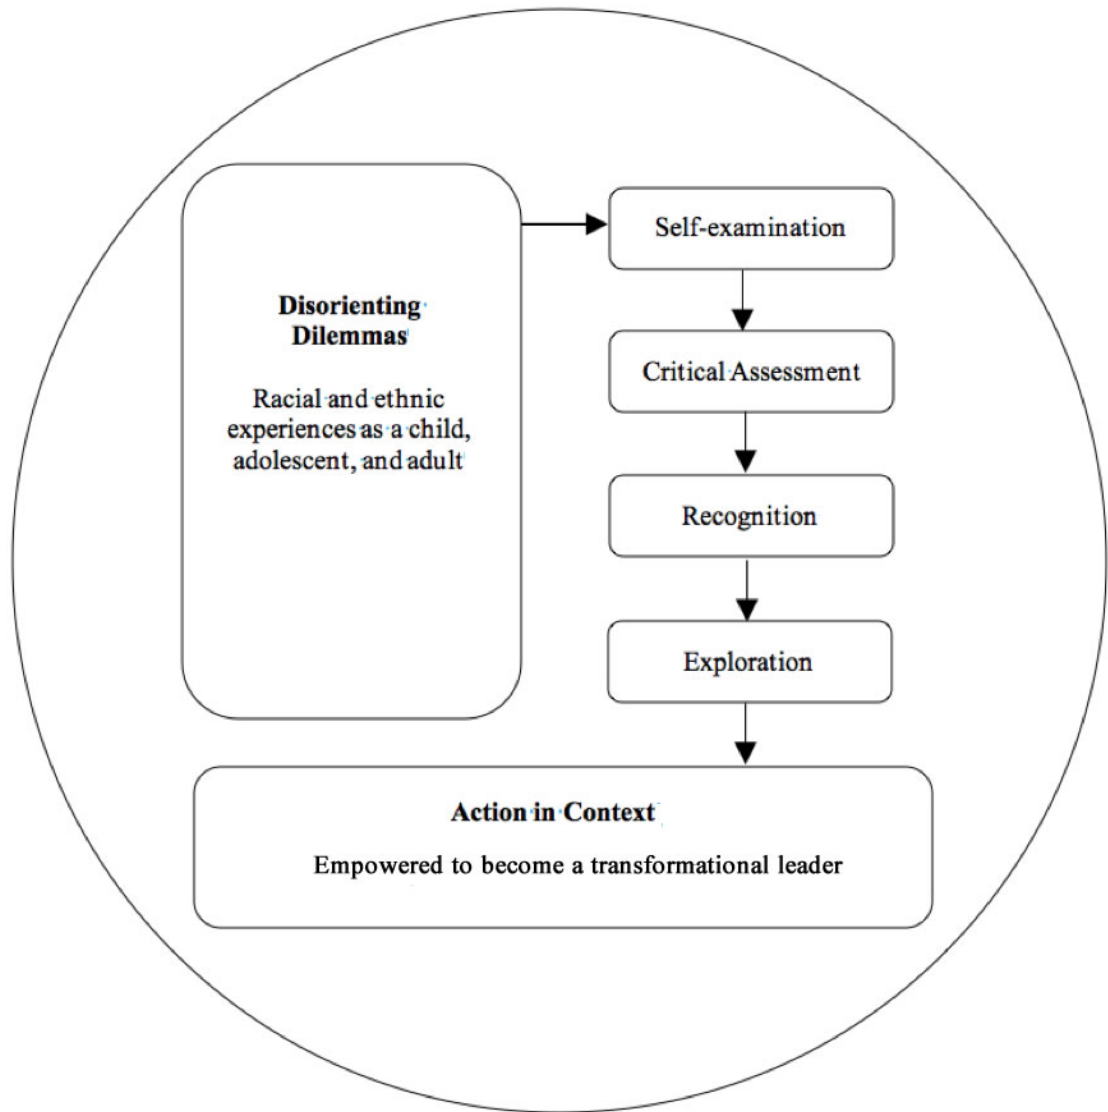 Disorienting
Dilemmas
Racial and ethnic
experiences as a child,
adolescent, and adult
Self-examination
Critical Assessment
Recognition
Exploration
Action in Context
Empowered to become a transformational leader